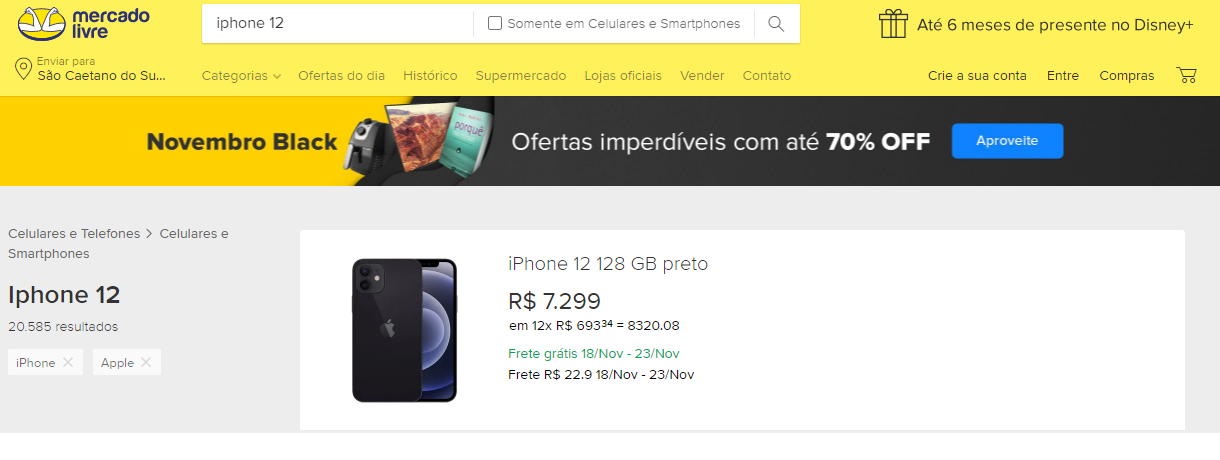 mercado
livre
iphone 12
Somente em Celulares e Smartphones
Até 6 meses de presente no Disney+
Enviar para
São Caetano do Su...
Categorias Ofertas do dia Histórico Supermercado Lojas oficiais Vender Contato
Crie a sua conta Entre Compras
Novembro Black
porquê
Ofertas imperdíveis com até 70% OFF
Aproveite
Celulares e Telefones > Celulares e
Smartphones
Iphone 12
20.585 resultados
iPhone × Apple ×
iPhone 12 128 GB preto
R$ 7.299
em 12x R$ 693³⁴ = 8320.08
Frete grátis 18/Nov - 23/Nov
Frete R$ 22.9 18/Nov - 23/Nov